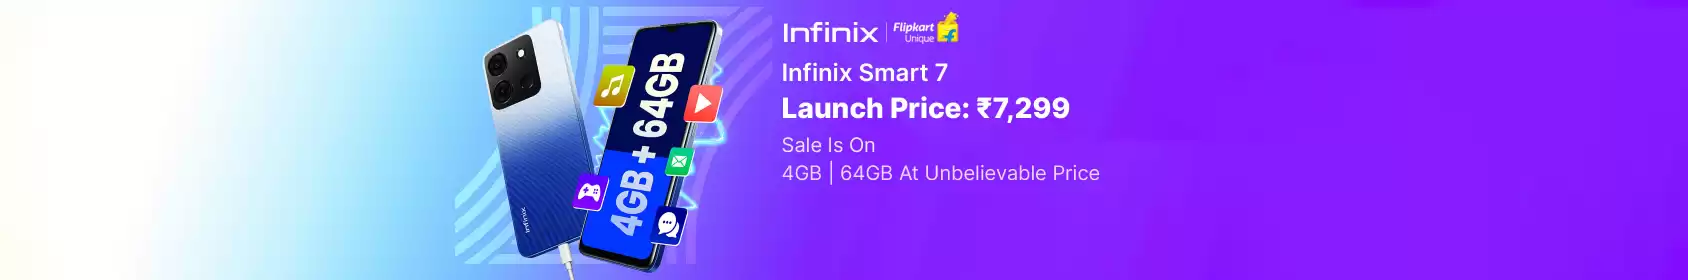 Infinix
Flipkart
Unique
Infinix Smart 7
Launch Price: ₹7,299
Sale Is On
4GB | 64GB At Unbelievable Price
4GB + 64GB
Infinix